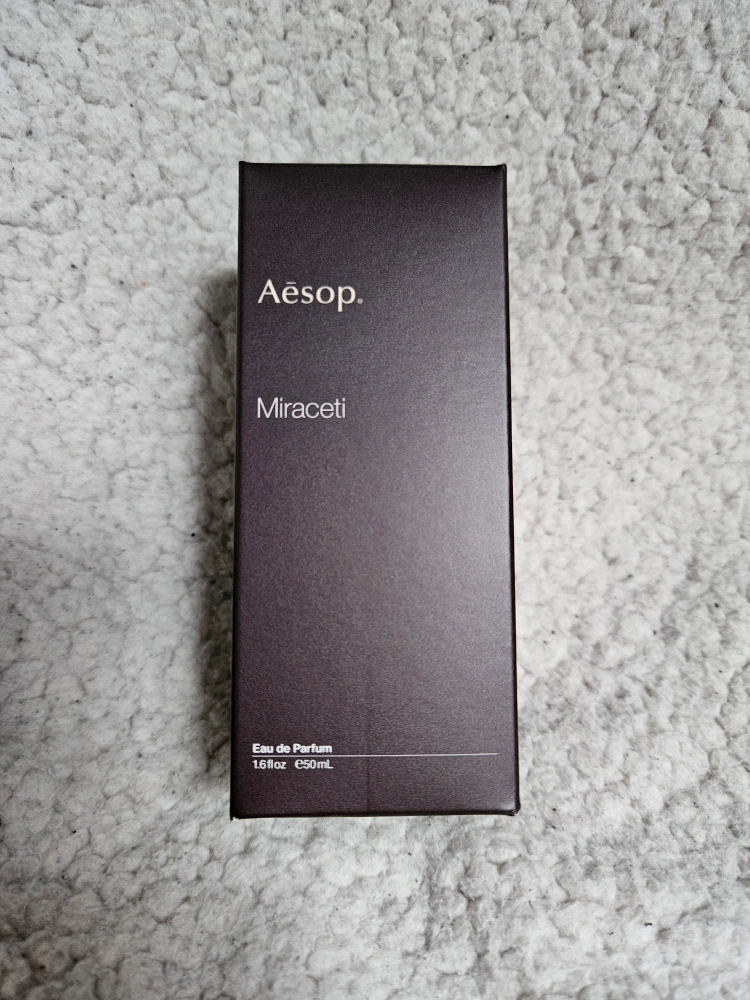 Aēsop.
Miraceti
Eau de Parfum
1.6 fl oz ℮50 mL